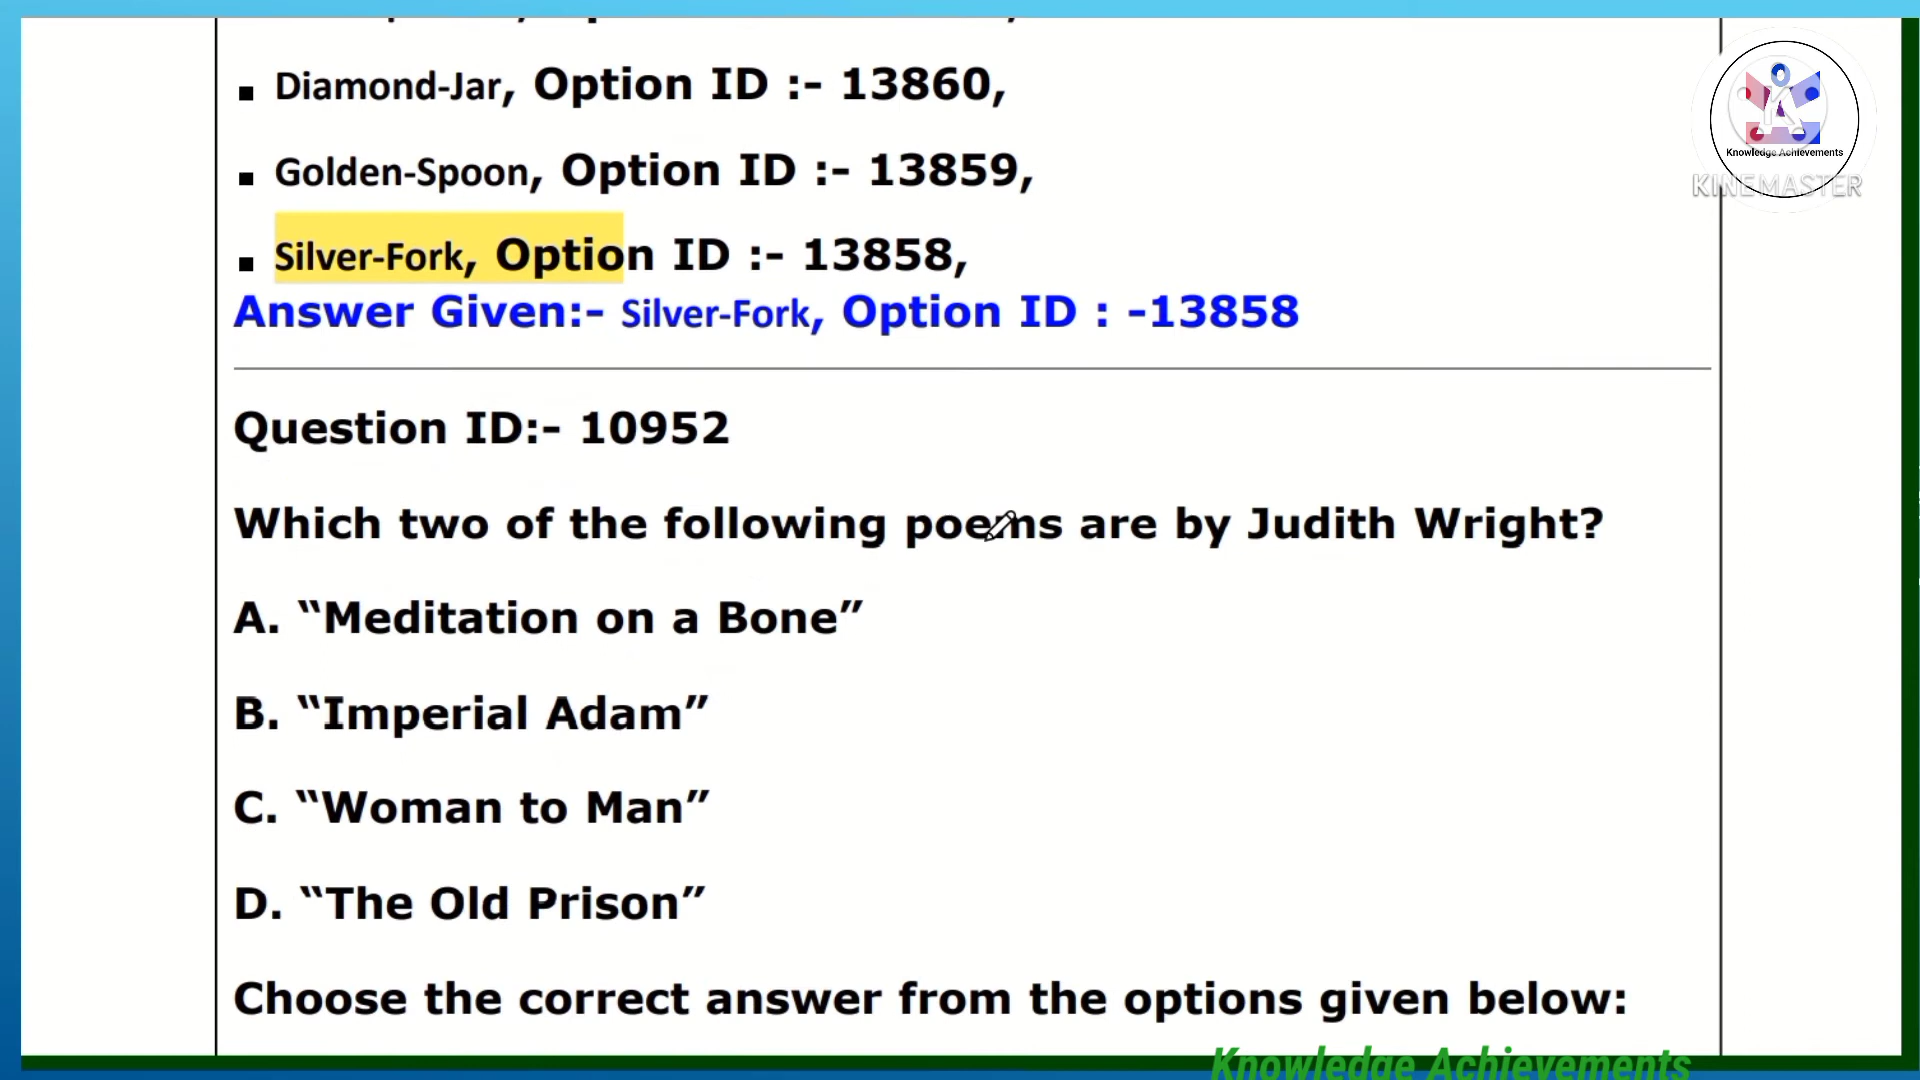 Diamond-Jar, Option ID :- 13860,
Golden-Spoon, Option ID :- 13859,
Silver-Fork, Option ID :- 13858,
Answer Given:- Silver-Fork, Option ID : -13858
Question ID:- 10952
Which two of the following poems are by Judith Wright?
A. “Meditation on a Bone”
B. “Imperial Adam”
C. “Woman to Man”
D. “The Old Prison”
Choose the correct answer from the options given below:
Knowledge Achievements
KINEMASTER
Knowledge Achievements